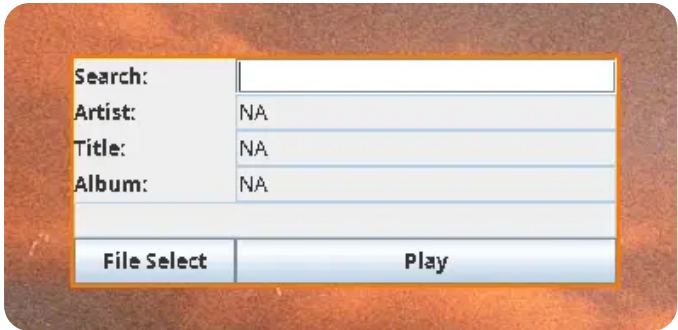 Search:
Artist: NA
Title: NA
Album: NA
File Select Play